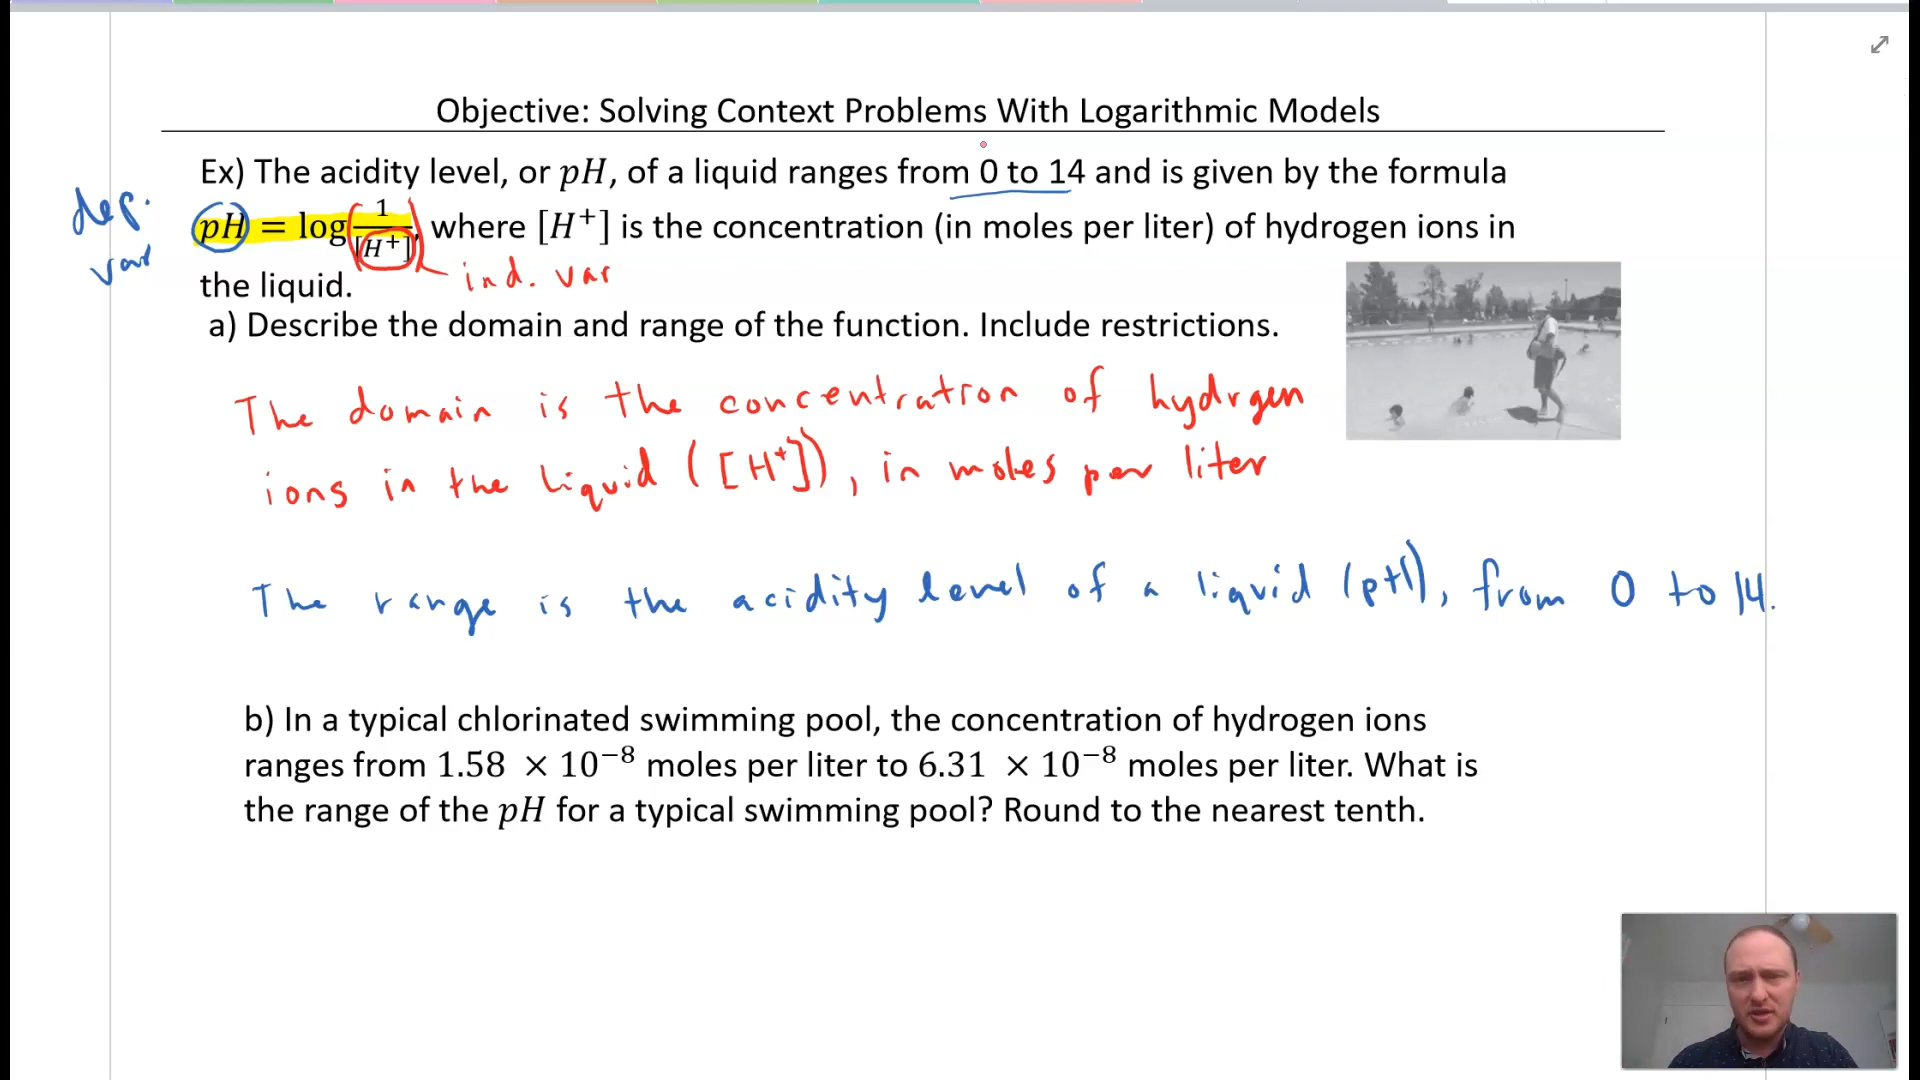 Objective: Solving Context Problems With Logarithmic Models
Ex) The acidity level, or pH, of a liquid ranges from 0 to 14 and is given by the formula
dep.
var
pH = log(1/[H⁺]), where [H⁺] is the concentration (in moles per liter) of hydrogen ions in
the liquid.
ind. var
a) Describe the domain and range of the function. Include restrictions.
The domain is the concentration of hydrgen
ions in the liquid ([H⁺]), in moles per liter
The range is the acidity level of a liquid (pH), from 0 to 14.
b) In a typical chlorinated swimming pool, the concentration of hydrogen ions
ranges from 1.58 × 10⁻⁸ moles per liter to 6.31 × 10⁻⁸ moles per liter. What is
the range of the pH for a typical swimming pool? Round to the nearest tenth.